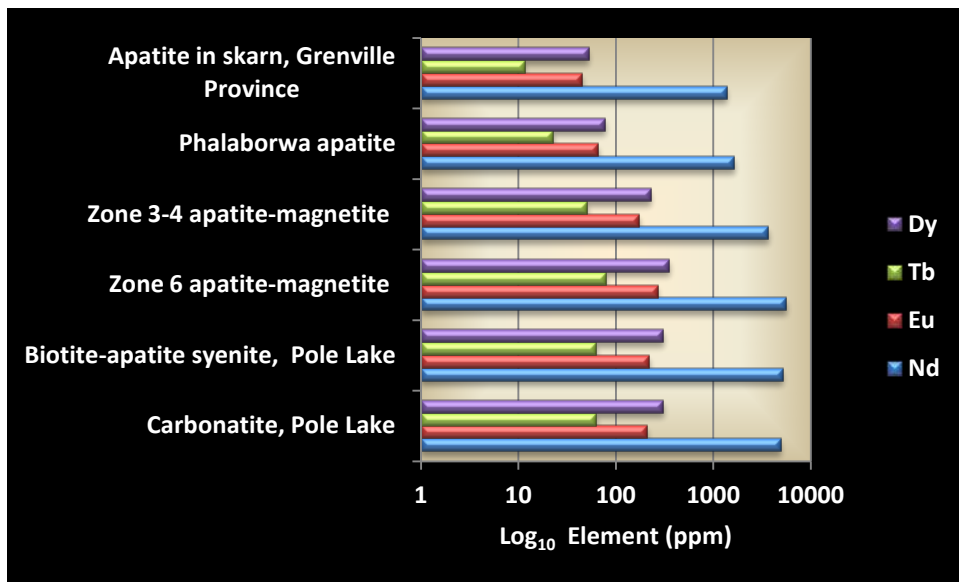 Apatite in skarn, Grenville
Province
Phalaborwa apatite
Zone 3-4 apatite-magnetite
Zone 6 apatite-magnetite
Biotite-apatite syenite, Pole Lake
Carbonatite, Pole Lake
Dy
Tb
Eu
Nd
1 10 100 1000 10000
Log₁₀ Element (ppm)